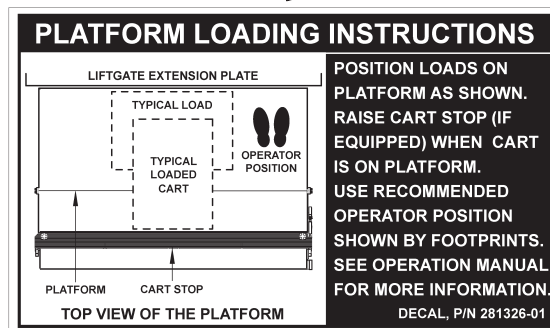 PLATFORM LOADING INSTRUCTIONS
LIFTGATE EXTENSION PLATE
TYPICAL LOAD
TYPICAL
LOADED
CART
OPERATOR
POSITION
PLATFORM
CART STOP
TOP VIEW OF THE PLATFORM
POSITION LOADS ON
PLATFORM AS SHOWN.
RAISE CART STOP (IF
EQUIPPED) WHEN CART
IS ON PLATFORM.
USE RECOMMENDED
OPERATOR POSITION
SHOWN BY FOOTPRINTS.
SEE OPERATION MANUAL
FOR MORE INFORMATION.
DECAL, P/N 281326-01